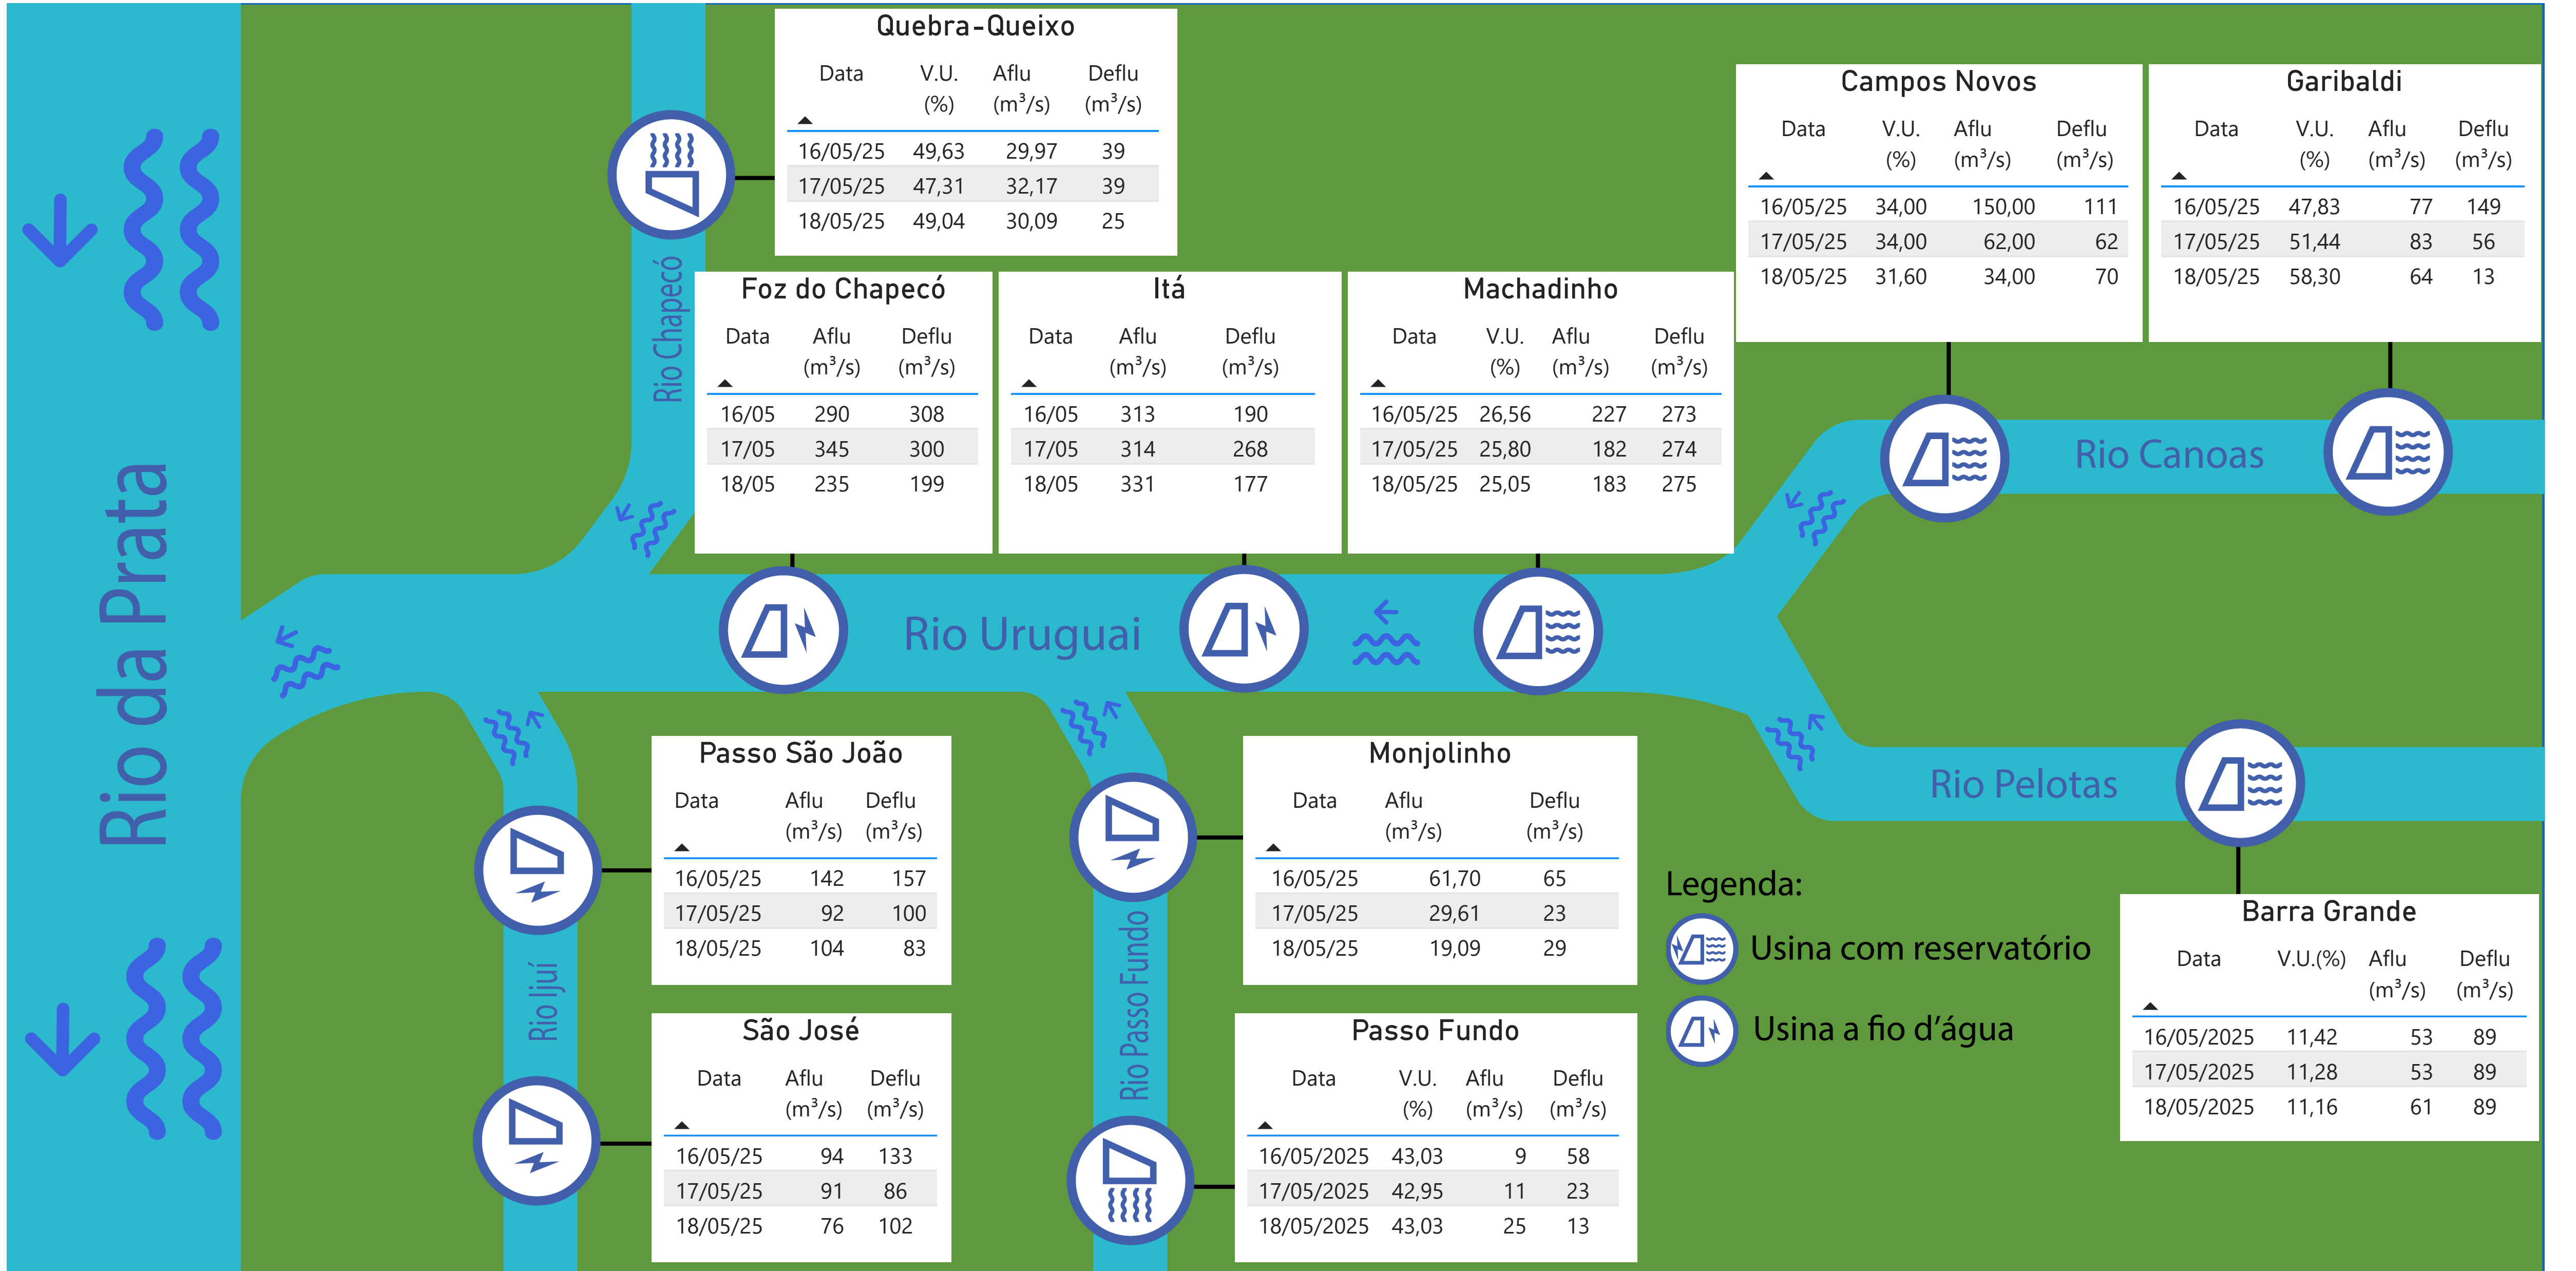 Quebra-Queixo
Data V.U. (%) Aflu (m³/s) Deflu (m³/s)
16/05/25 49,63 29,97 39
17/05/25 47,31 32,17 39
18/05/25 49,04 30,09 25
Campos Novos
Data V.U. (%) Aflu (m³/s) Deflu (m³/s)
16/05/25 34,00 150,00 111
17/05/25 34,00 62,00 62
18/05/25 31,60 34,00 70
Garibaldi
Data V.U. (%) Aflu (m³/s) Deflu (m³/s)
16/05/25 47,83 77 149
17/05/25 51,44 83 56
18/05/25 58,30 64 13
Rio Chapecó
Foz do Chapecó
Data Aflu (m³/s) Deflu (m³/s)
16/05 290 308
17/05 345 300
18/05 235 199
Itá
Data Aflu (m³/s) Deflu (m³/s)
16/05 313 190
17/05 314 268
18/05 331 177
Machadinho
Data V.U. (%) Aflu (m³/s) Deflu (m³/s)
16/05/25 26,56 227 273
17/05/25 25,80 182 274
18/05/25 25,05 183 275
Rio Canoas
Rio da Prata
Rio Uruguai
Rio Pelotas
Passo São João
Data Aflu (m³/s) Deflu (m³/s)
16/05/25 142 157
17/05/25 92 100
18/05/25 104 83
Monjolinho
Data Aflu (m³/s) Deflu (m³/s)
16/05/25 61,70 65
17/05/25 29,61 23
18/05/25 19,09 29
Legenda:
Usina com reservatório
Usina a fio d’água
Barra Grande
Data V.U.(%) Aflu (m³/s) Deflu (m³/s)
16/05/2025 11,42 53 89
17/05/2025 11,28 53 89
18/05/2025 11,16 61 89
Rio Ijuí
São José
Data Aflu (m³/s) Deflu (m³/s)
16/05/25 94 133
17/05/25 91 86
18/05/25 76 102
Rio Passo Fundo
Passo Fundo
Data V.U. (%) Aflu (m³/s) Deflu (m³/s)
16/05/2025 43,03 9 58
17/05/2025 42,95 11 23
18/05/2025 43,03 25 13